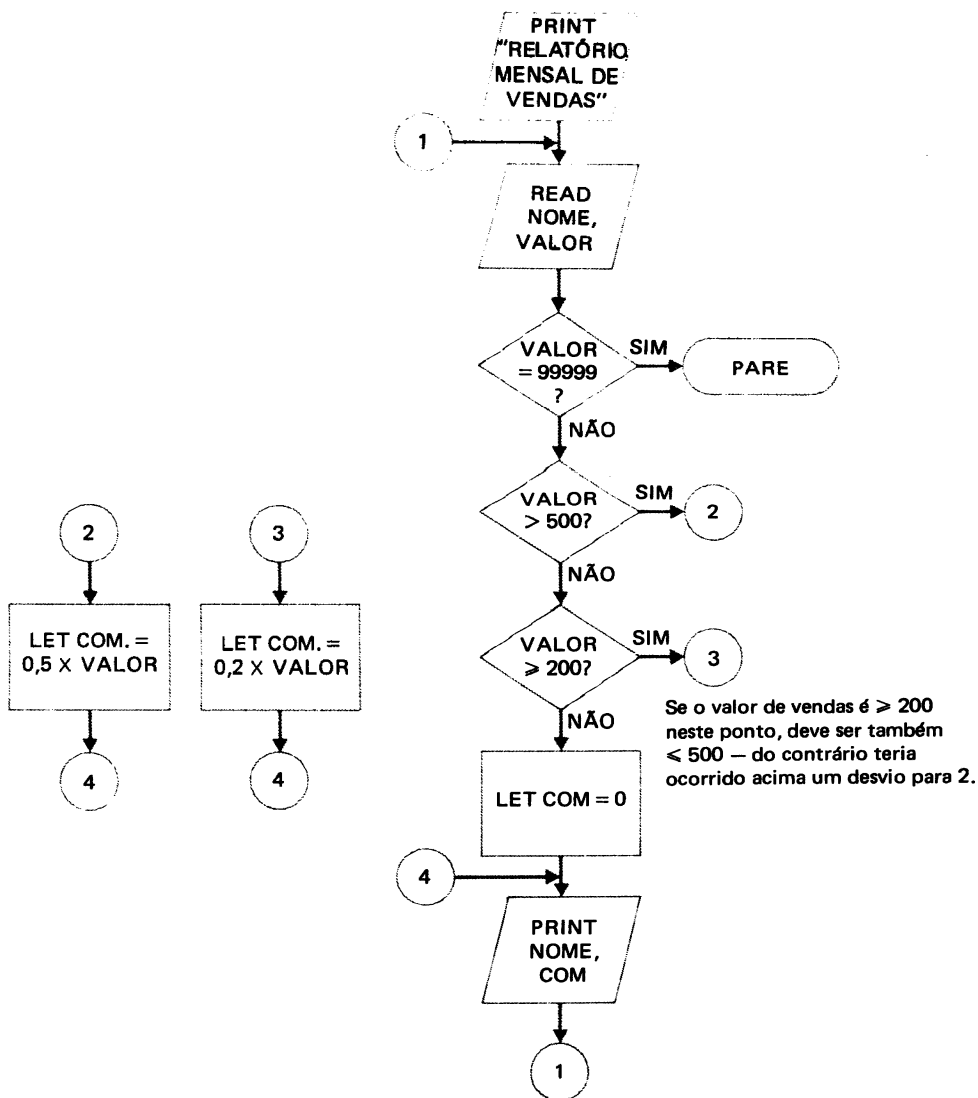 PRINT
"RELATÓRIO
MENSAL DE
VENDAS"
1
READ
NOME,
VALOR
VALOR
= 99999
?
SIM
PARE
NÃO
VALOR
> 500?
SIM
2
NÃO
VALOR
⩾ 200?
SIM
3
NÃO
Se o valor de vendas é ⩾ 200
neste ponto, deve ser também
⩽ 500 — do contrário teria
ocorrido acima um desvio para 2.
LET COM = 0
4
PRINT
NOME,
COM
1
2
LET COM. =
0,5 X VALOR
4
3
LET COM. =
0,2 X VALOR
4